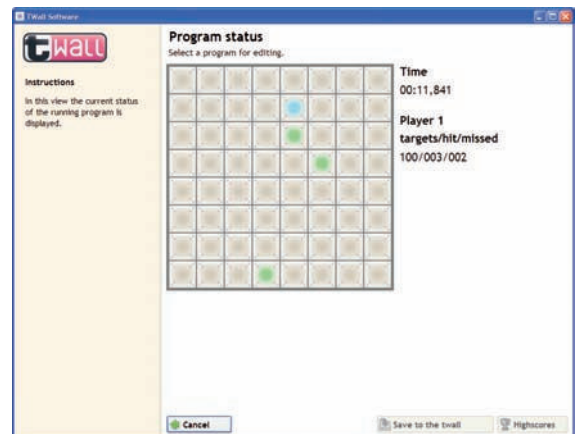 TWall Software
twall
Program status
Select a program for editing.
Instructions
In this view the current status
of the running program is
displayed.
Time
00:11,841
Player 1
targets/hit/missed
100/003/002
Cancel
Save to the twall
Highscores